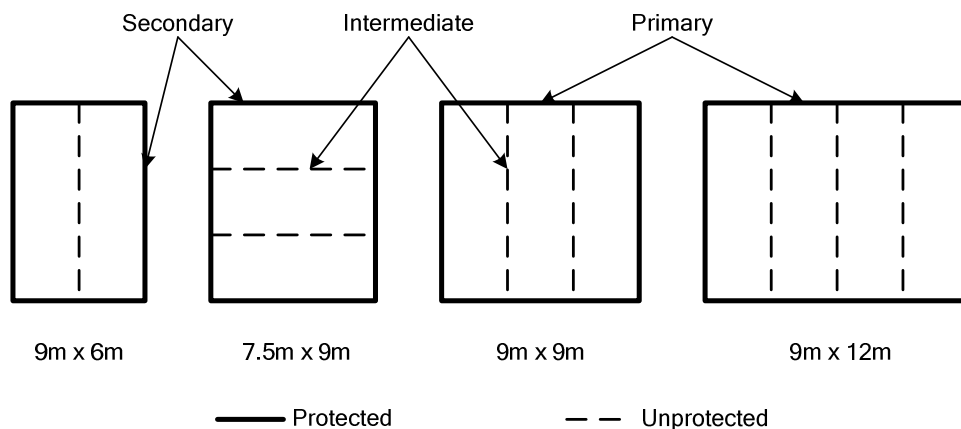 Secondary Intermediate Primary
9m x 6m 7.5m x 9m 9m x 9m 9m x 12m
Protected Unprotected